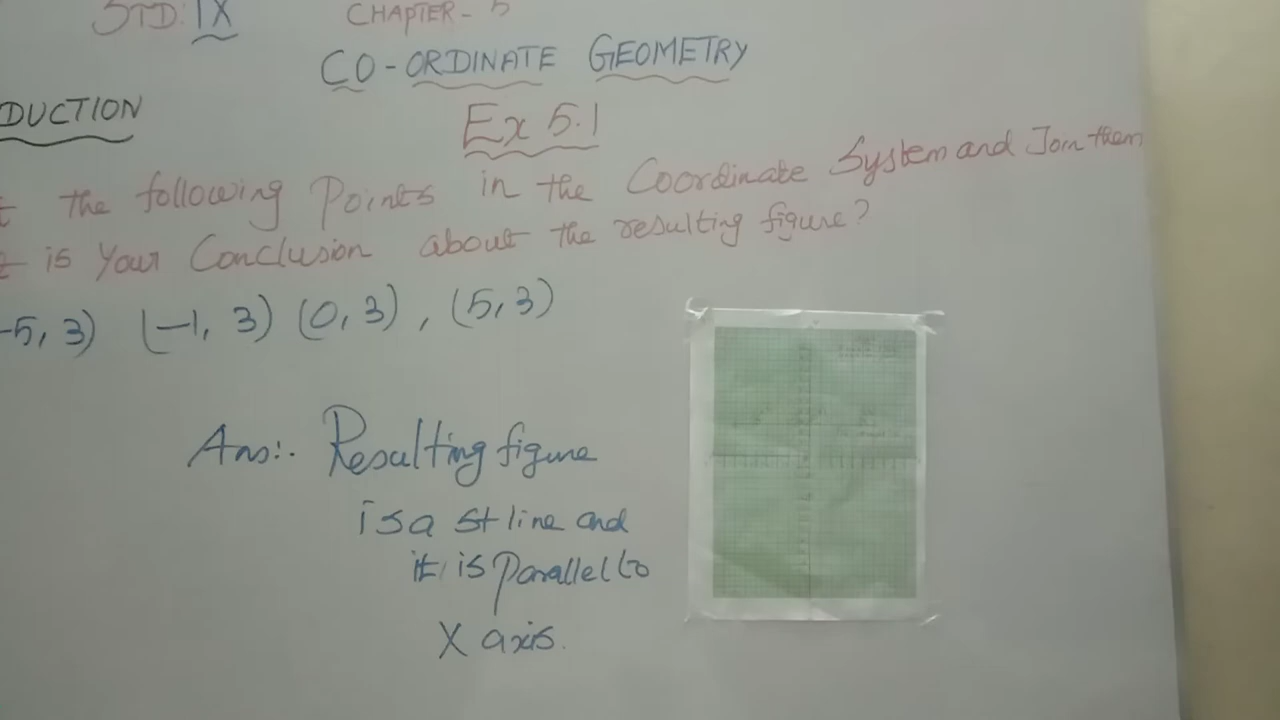 STD: IX CHAPTER - 5
CO-ORDINATE GEOMETRY
DUCTION
Ex 5.1
the following Points in the Coordinate System and Join them
is Your Conclusion about the resulting figure?
-5, 3) (-1, 3) (0, 3) , (5, 3)
Ans:. Resulting figure
is a st line and
it is Parallel to
X axis.